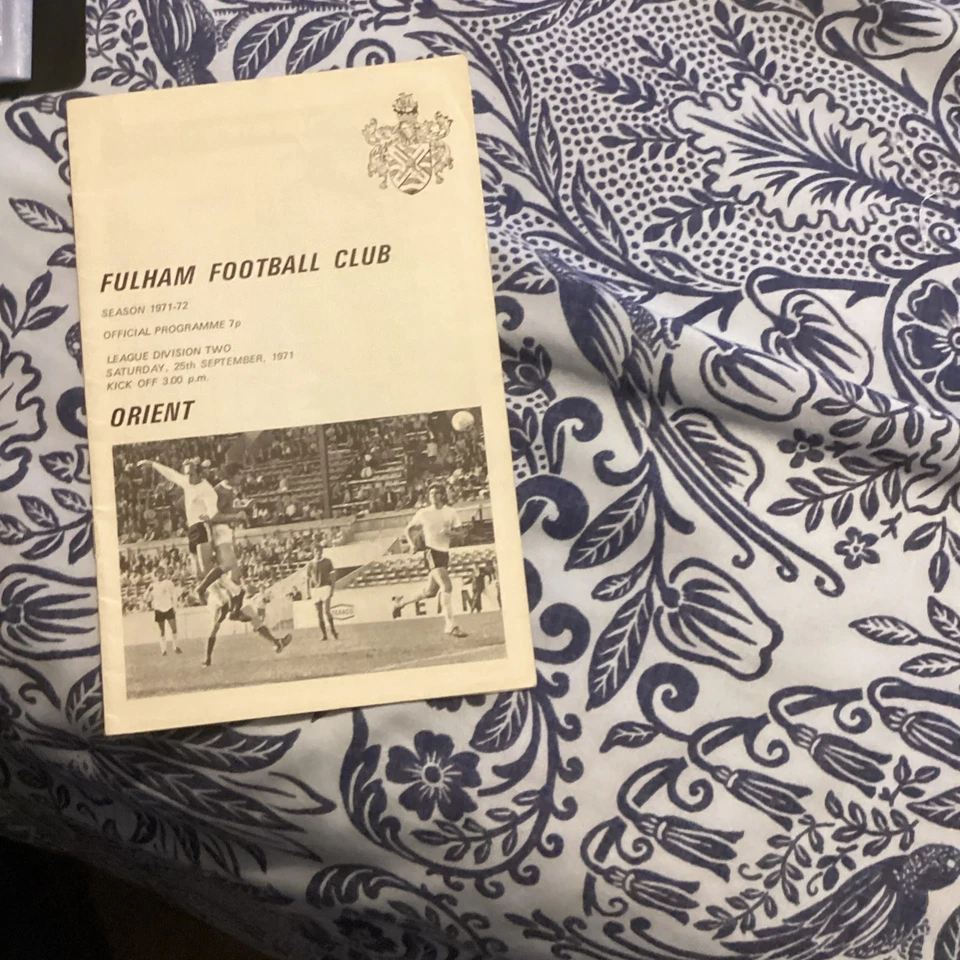 FULHAM FOOTBALL CLUB
SEASON 1971-72
OFFICIAL PROGRAMME 7p
LEAGUE DIVISION TWO
SATURDAY, 25th SEPTEMBER, 1971
KICK OFF 3.00 p.m.
ORIENT